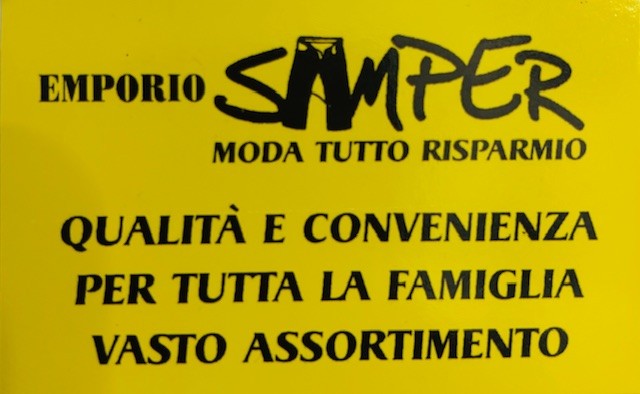 EMPORIO SAMPER
MODA TUTTO RISPARMIO
QUALITÀ E CONVENIENZA
PER TUTTA LA FAMIGLIA
VASTO ASSORTIMENTO